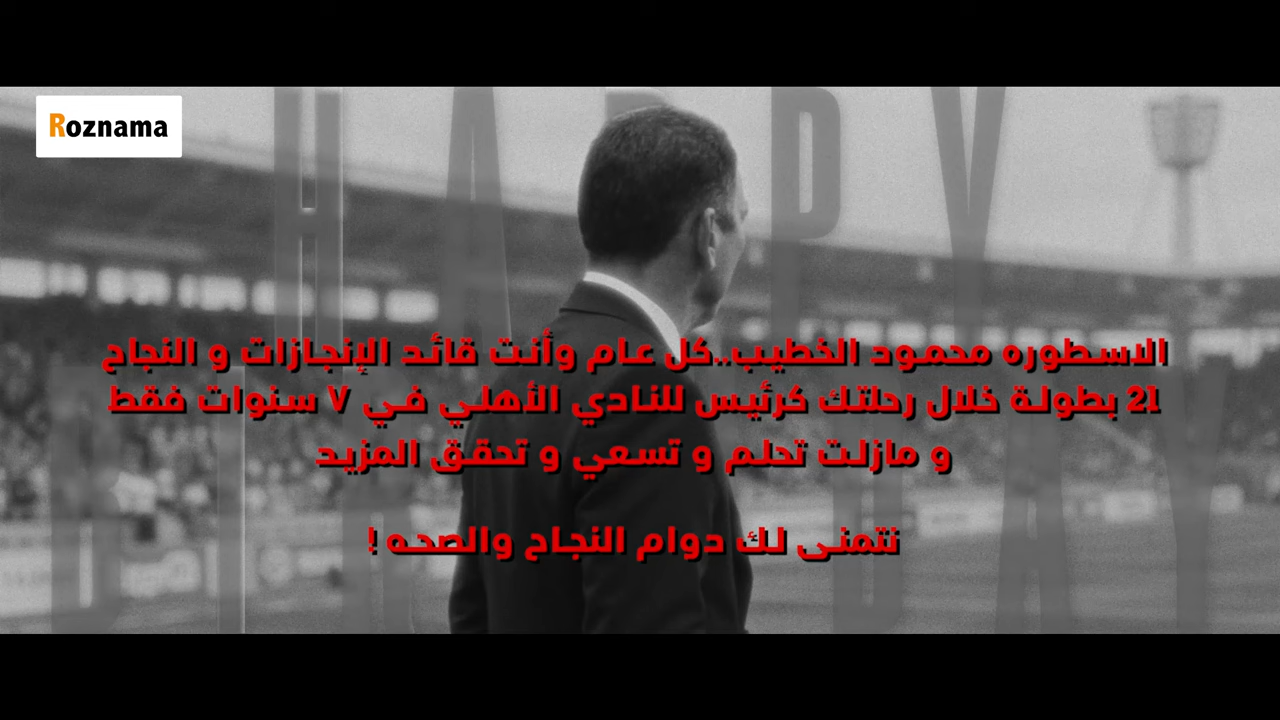 Roznama
HAPPY
BIRTHDAY
الاسطوره محمود الخطيب..كل عام وأنت قائد الإنجازات و النجاح
21 بطولة خلال رحلتك كرئيس للنادي الأهلي في ٧ سنوات فقط
و مازلت تحلم و تسعي و تحقق المزيد
نتمنى لك دوام النجاح والصحه !